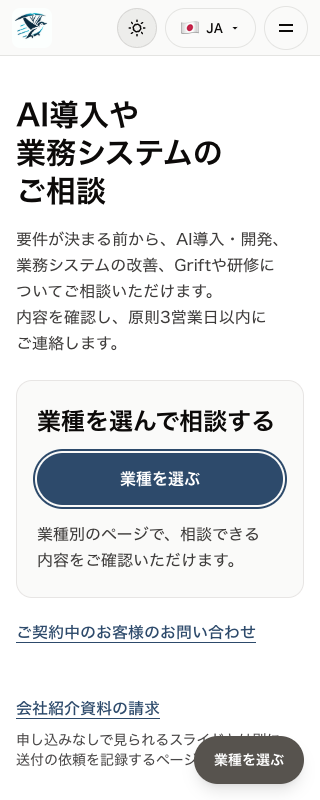 JA
AI導入や
業務システムの
ご相談
要件が決まる前から、AI導入・開発、
業務システムの改善、Griftや研修に
ついてご相談いただけます。
内容を確認し、原則3営業日以内に
ご連絡します。
業種を選んで相談する
業種を選ぶ
業種別のページで、相談できる
内容をご確認いただけます。
ご契約中のお客様のお問い合わせ
会社紹介資料の請求
申し込みなしで見られるスライドとは別に
送付の依頼を記録するペー
業種を選ぶ